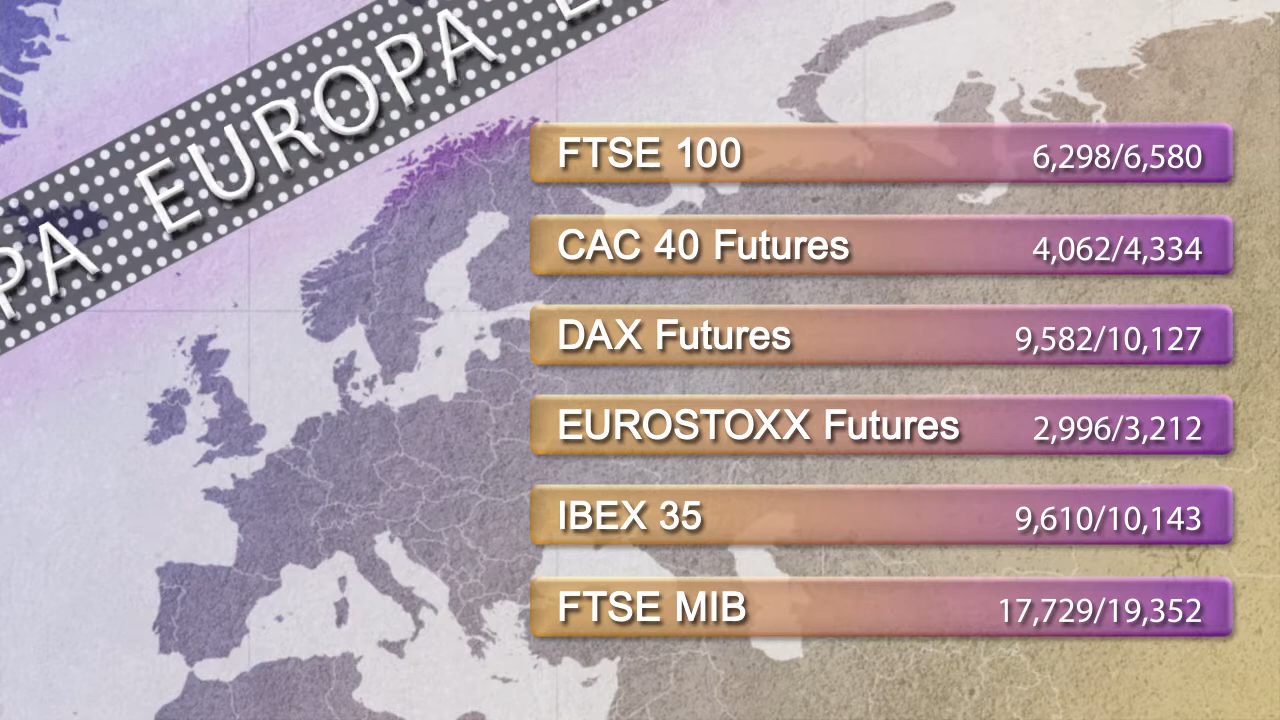 PA EUROPA E
FTSE 100 6,298/6,580
CAC 40 Futures 4,062/4,334
DAX Futures 9,582/10,127
EUROSTOXX Futures 2,996/3,212
IBEX 35 9,610/10,143
FTSE MIB 17,729/19,352